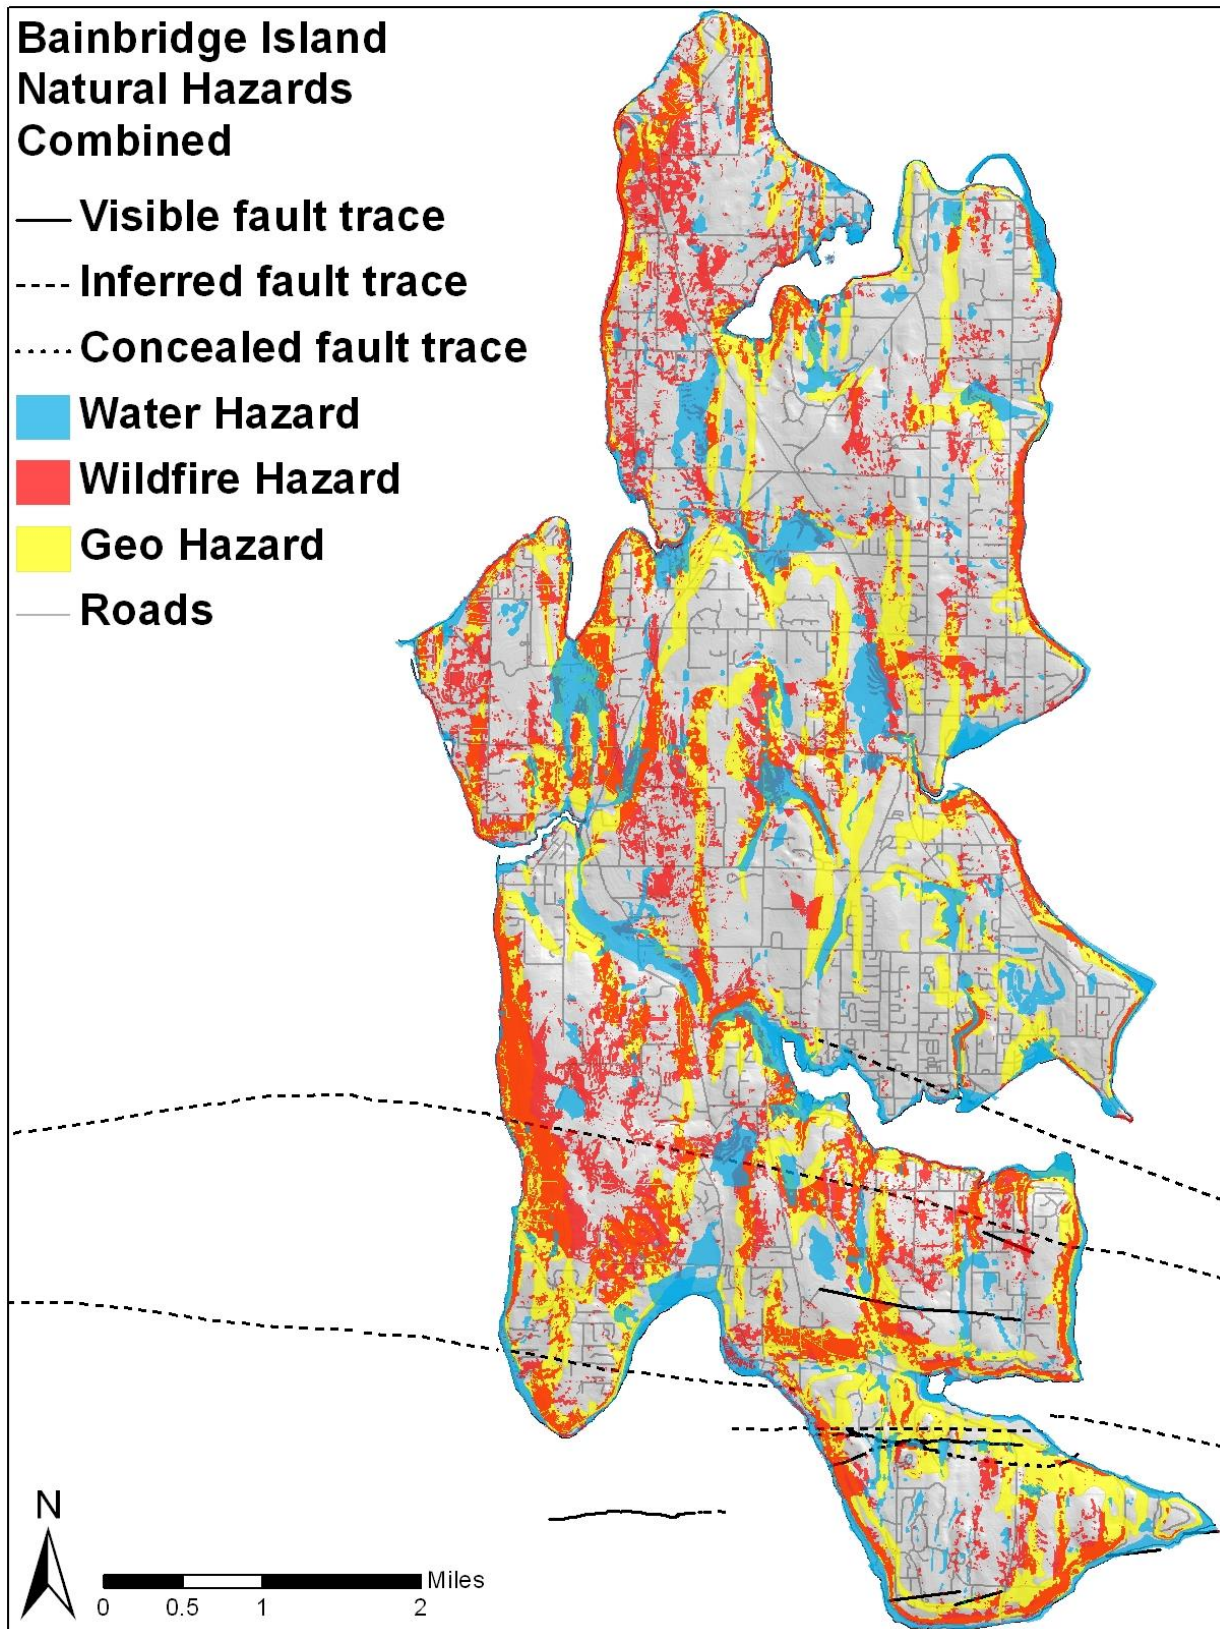 Bainbridge Island
Natural Hazards
Combined
Visible fault trace
Inferred fault trace
Concealed fault trace
Water Hazard
Wildfire Hazard
Geo Hazard
Roads
N
Miles
0 0.5 1 2